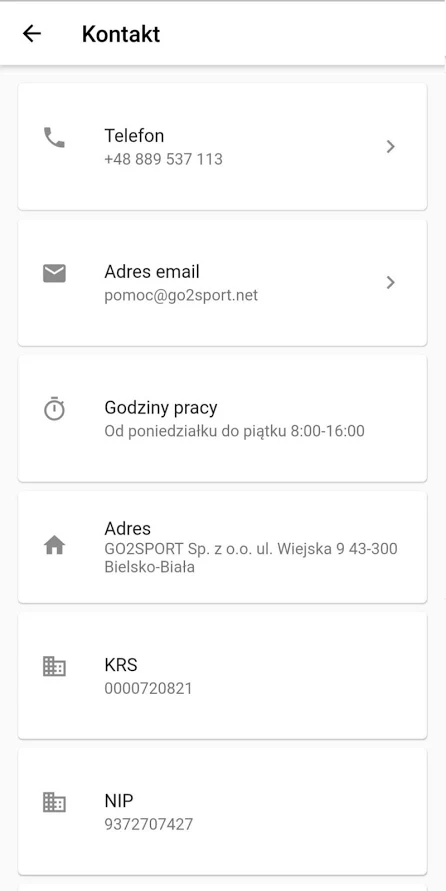 Kontakt
Telefon
+48 889 537 113
Adres email
pomoc@go2sport.net
Godziny pracy
Od poniedziałku do piątku 8:00-16:00
Adres
GO2SPORT Sp. z o.o. ul. Wiejska 9 43-300
Bielsko-Biała
KRS
0000720821
NIP
9372707427